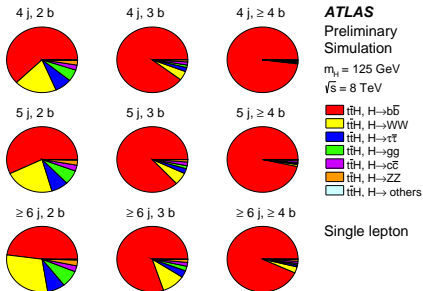 4 j, 2 b
4 j, 3 b
4 j, ≥ 4 b
5 j, 2 b
5 j, 3 b
5 j, ≥ 4 b
≥ 6 j, 2 b
≥ 6 j, 3 b
≥ 6 j, ≥ 4 b
ATLAS
Preliminary
Simulation
m_H = 125 GeV
√s = 8 TeV
tt̄H, H→bb̄
tt̄H, H→WW
tt̄H, H→ττ̄
tt̄H, H→gg
tt̄H, H→cc̄
tt̄H, H→ZZ
tt̄H, H→ others
Single lepton